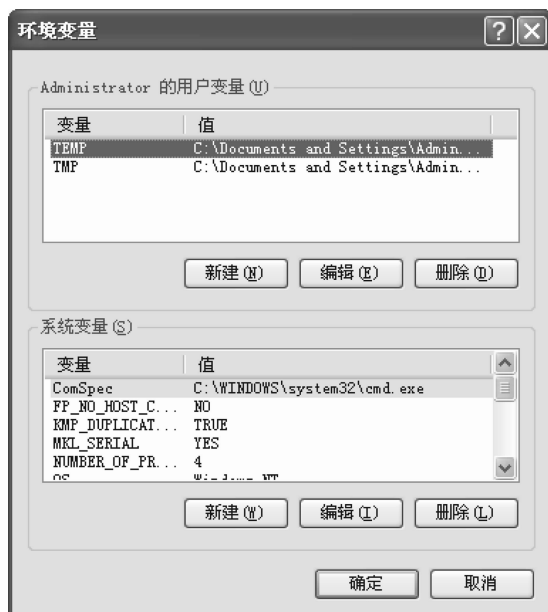 环境变量
Administrator 的用户变量(U)
变量 值
TEMP C:\Documents and Settings\Admin...
TMP C:\Documents and Settings\Admin...
新建(N) 编辑(E) 删除(D)
系统变量(S)
变量 值
ComSpec C:\WINDOWS\system32\cmd.exe
FP_NO_HOST_C... NO
KMP_DUPLICAT... TRUE
MKL_SERIAL YES
NUMBER_OF_PR... 4
OS Windows_NT
新建(W) 编辑(I) 删除(L)
确定 取消